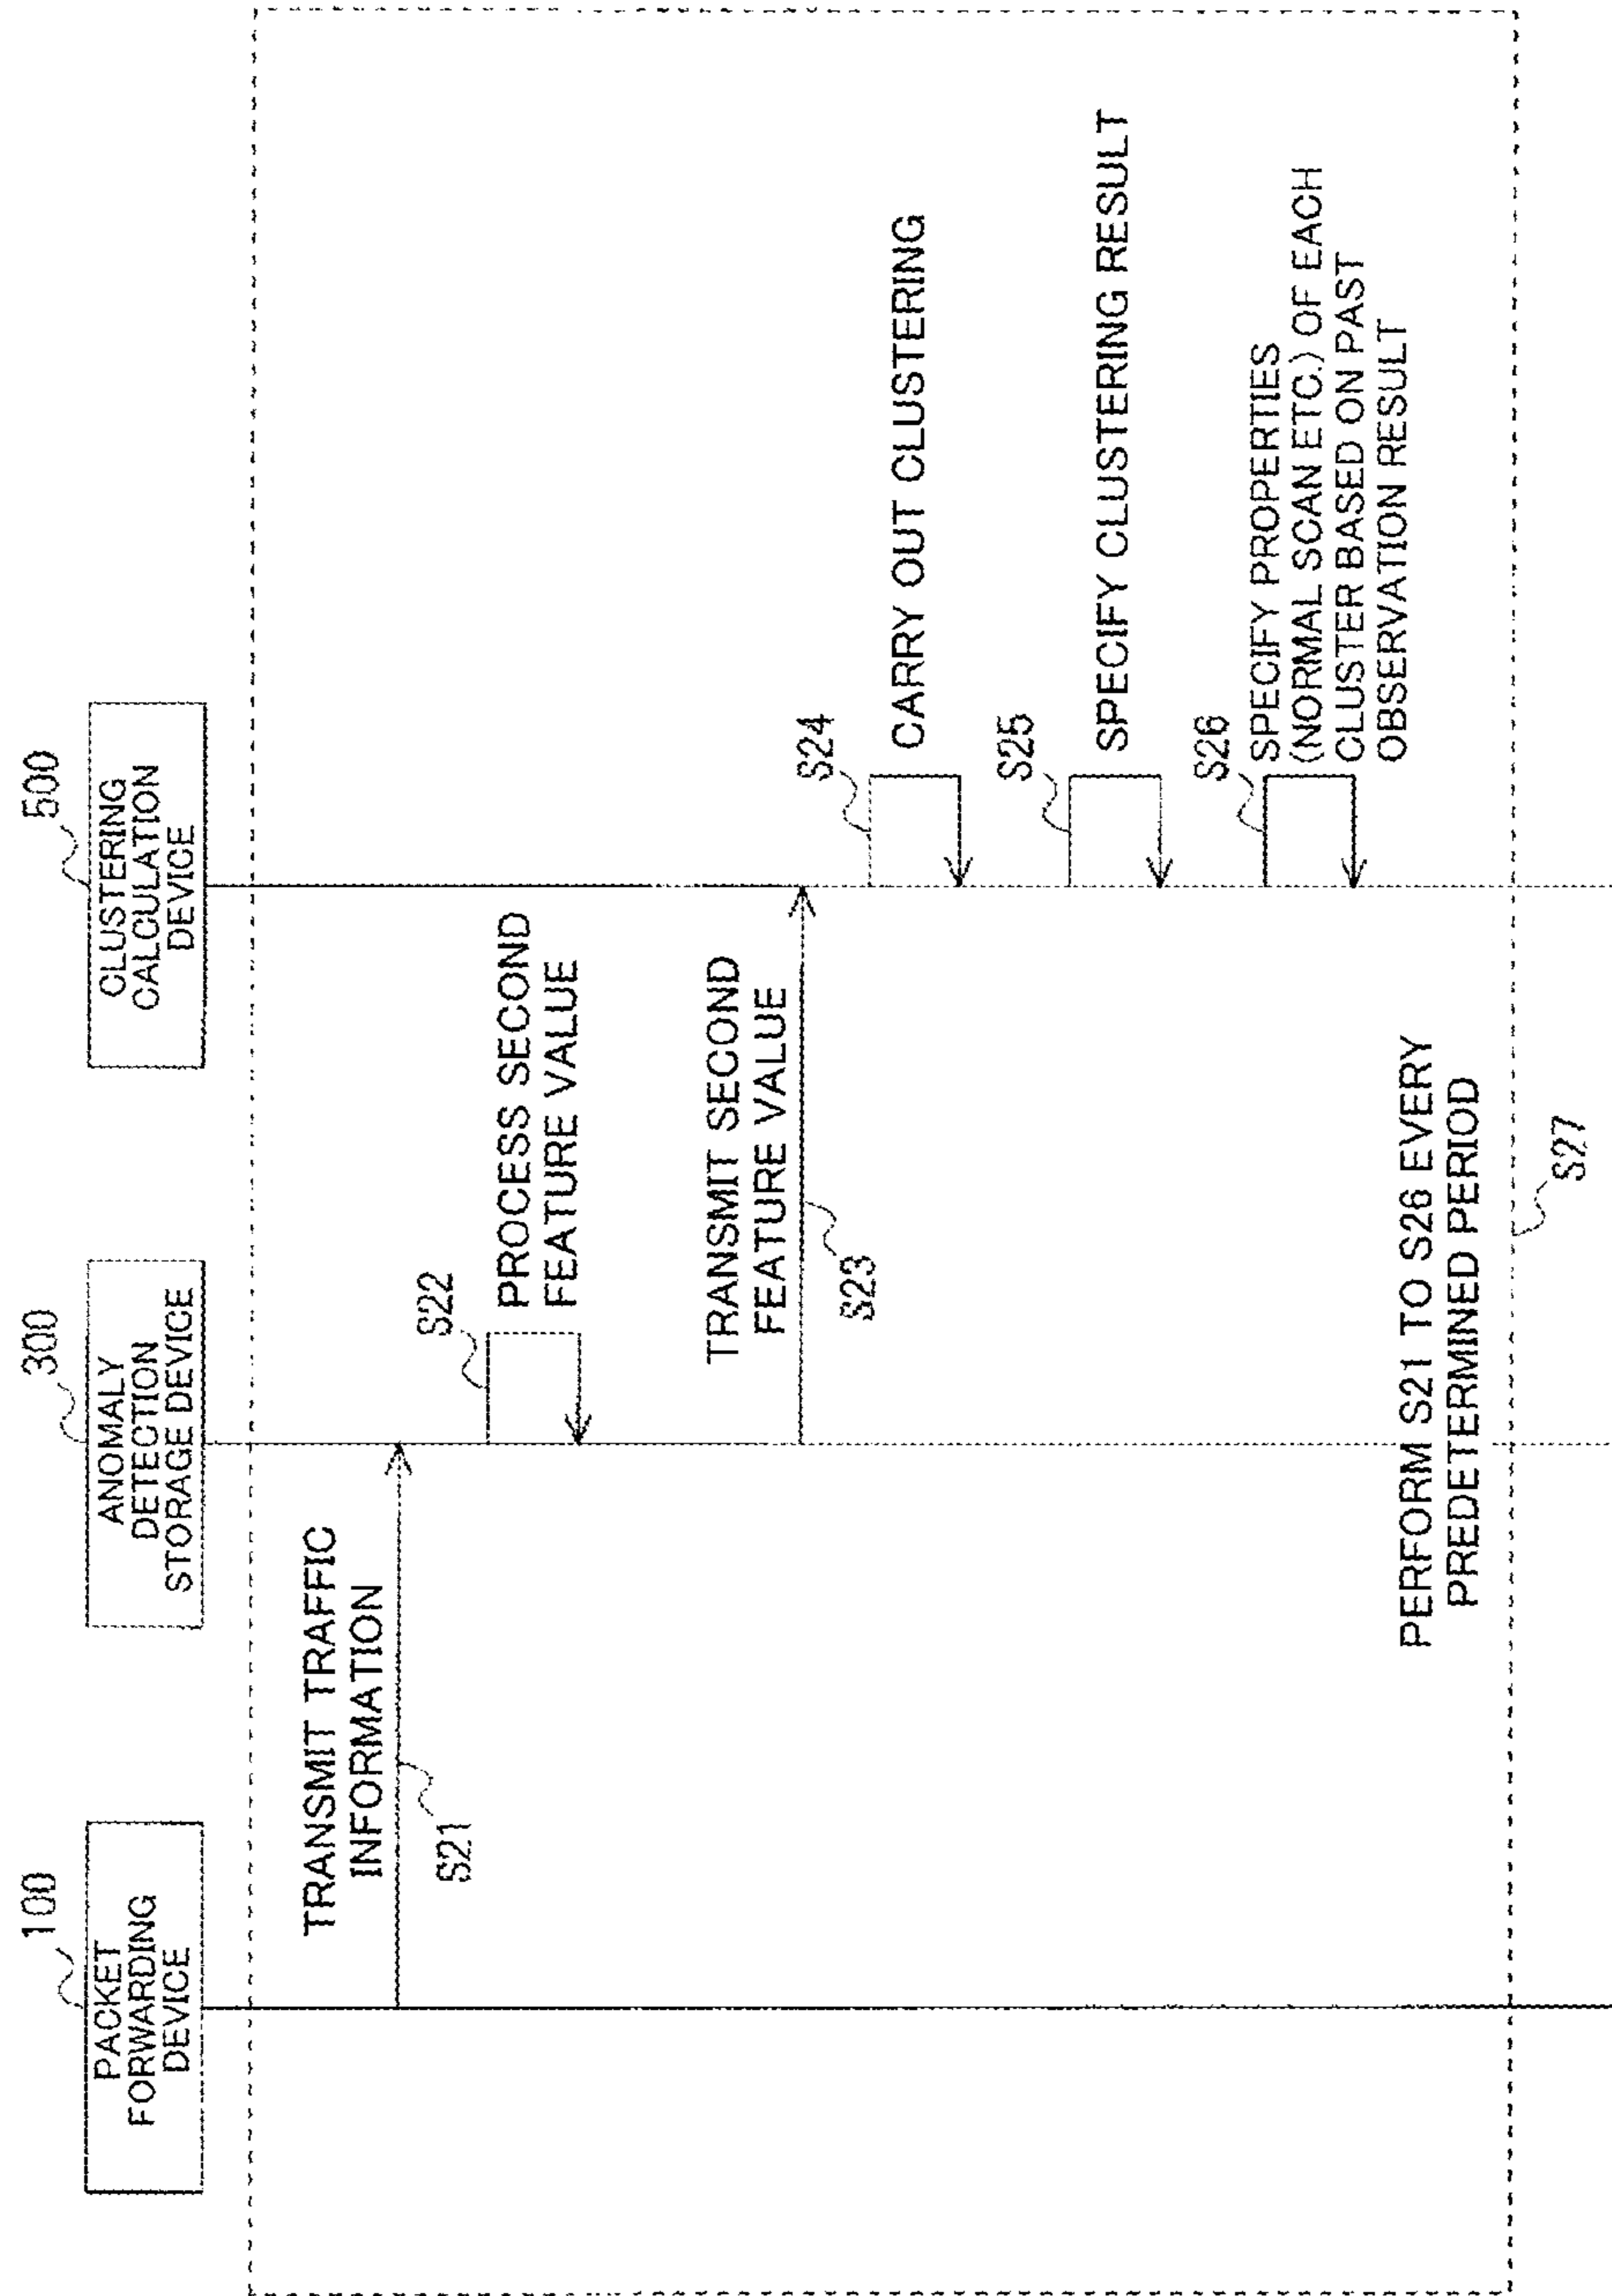 100
PACKET
FORWARDING
DEVICE
300
ANOMALY
DETECTION
STORAGE DEVICE
500
CLUSTERING
CALCULATION
DEVICE
TRANSMIT TRAFFIC
INFORMATION
S21
S22
PROCESS SECOND
FEATURE VALUE
TRANSMIT SECOND
FEATURE VALUE
S23
S24
CARRY OUT CLUSTERING
S25
SPECIFY CLUSTERING RESULT
S26
SPECIFY PROPERTIES
(NORMAL SCAN ETC.) OF EACH
CLUSTER BASED ON PAST
OBSERVATION RESULT
PERFORM S21 TO S26 EVERY
PREDETERMINED PERIOD
S27